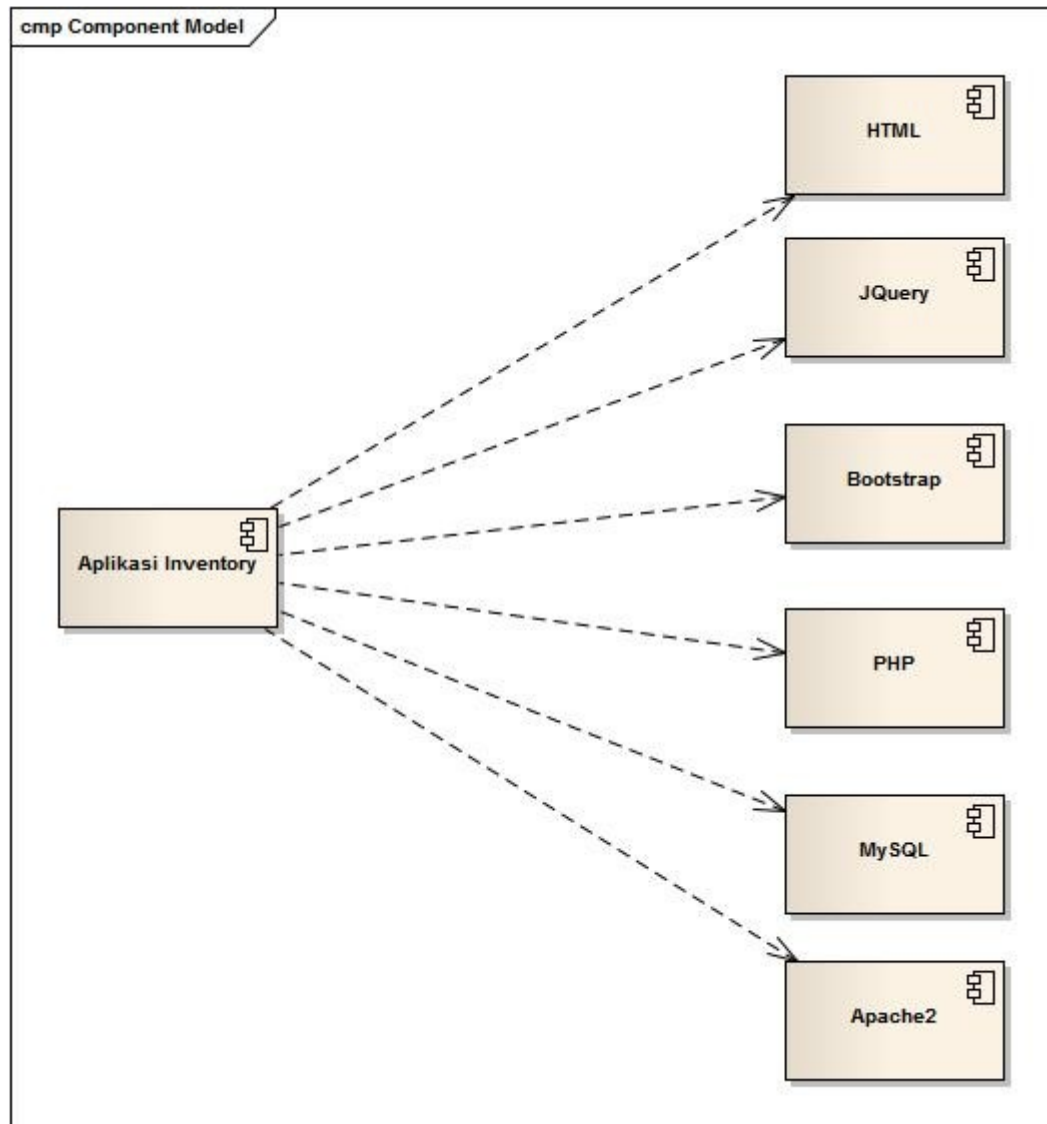 cmp Component Model
HTML
JQuery
Bootstrap
Aplikasi Inventory
PHP
MySQL
Apache2